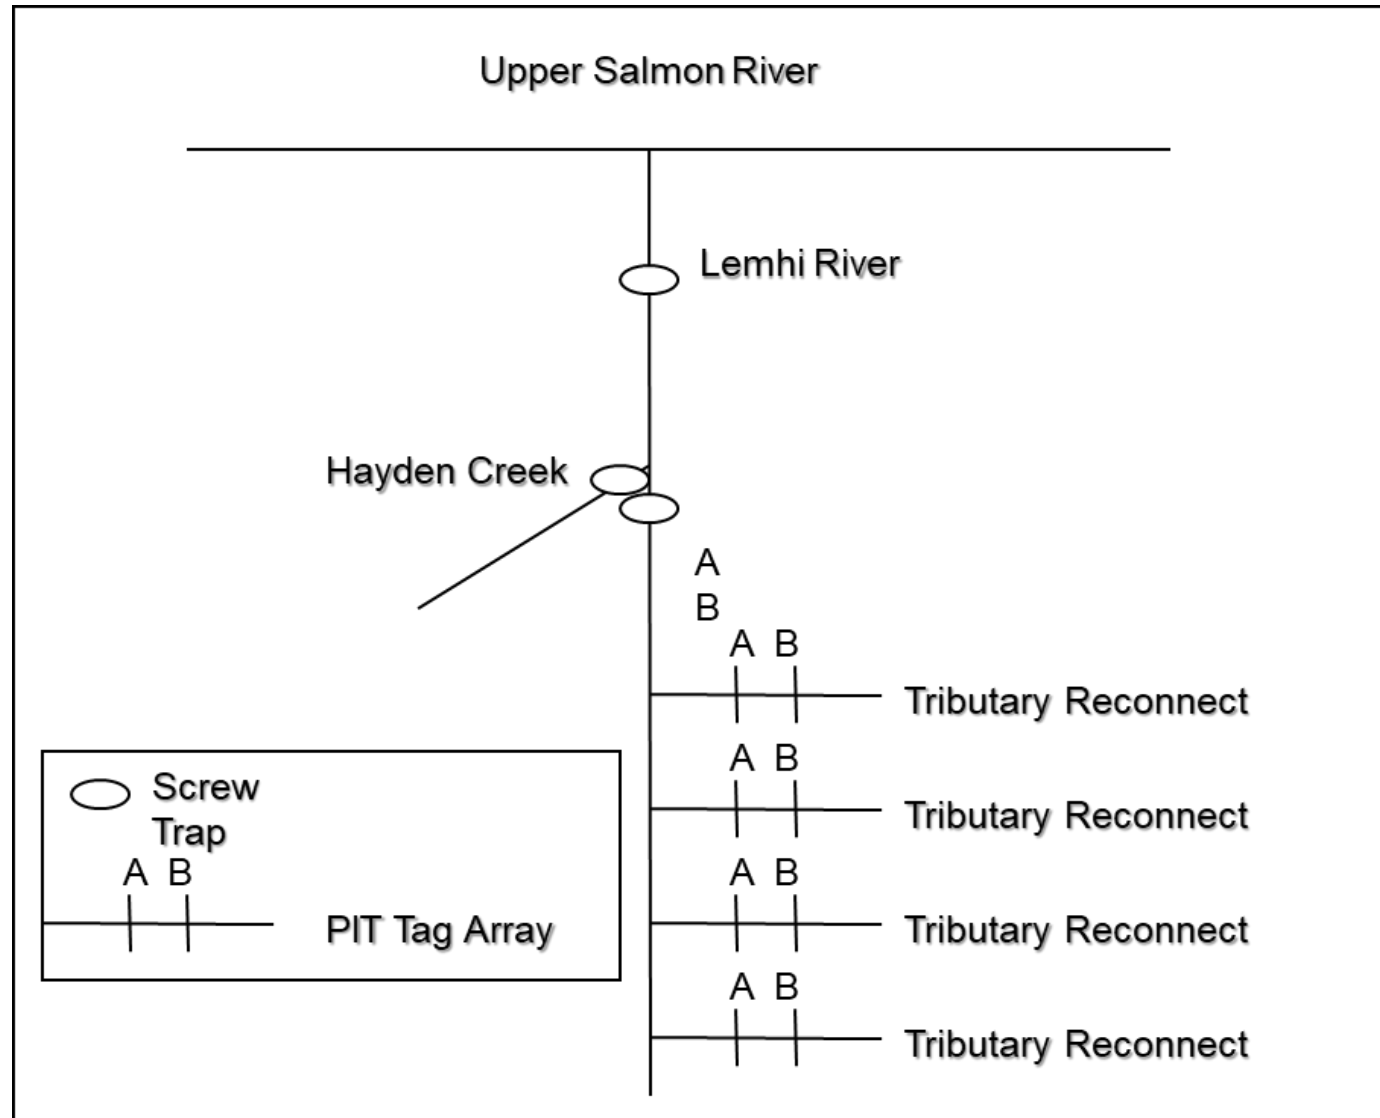 Upper Salmon River
Lemhi River
Hayden Creek
A
B
A B
Tributary Reconnect
A B
Tributary Reconnect
A B
Tributary Reconnect
A B
Tributary Reconnect
Screw
Trap
A B
PIT Tag Array